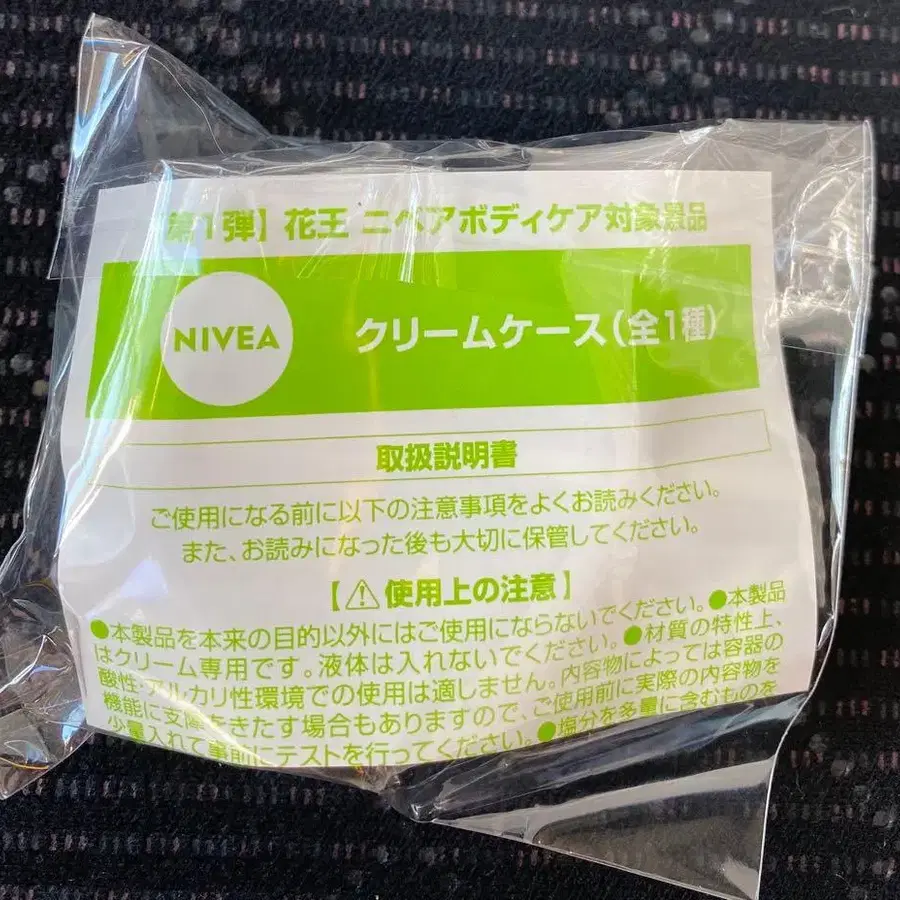 【第1弾】花王 ニベアボディケア対象景品
NIVEA
クリームケース(全1種)
取扱説明書
ご使用になる前に以下の注意事項をよくお読みください。
また、お読みになった後も大切に保管してください。
【⚠使用上の注意】
●本製品を本来の目的以外にはご使用にならないでください。●本製品
はクリーム専用です。液体は入れないでください。●材質の特性上、
酸性・アルカリ性環境での使用は適しません。内容物によっては容器の
機能に支障をきたす場合もありますので、ご使用前に実際の内容物を
少量入れて事前にテストを行ってください。●塩分を多量に含むものを